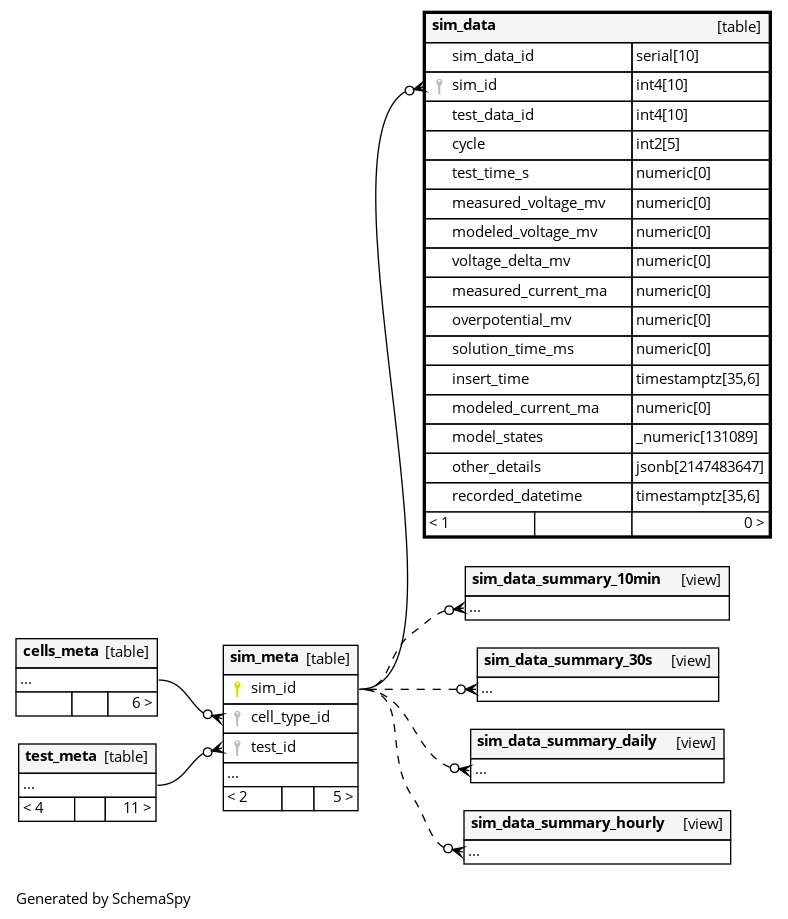 sim_data [table]
sim_data_id serial[10]
sim_id int4[10]
test_data_id int4[10]
cycle int2[5]
test_time_s numeric[0]
measured_voltage_mv numeric[0]
modeled_voltage_mv numeric[0]
voltage_delta_mv numeric[0]
measured_current_ma numeric[0]
overpotential_mv numeric[0]
solution_time_ms numeric[0]
insert_time timestamptz[35,6]
modeled_current_ma numeric[0]
model_states _numeric[131089]
other_details jsonb[2147483647]
recorded_datetime timestamptz[35,6]
< 1 0 >
sim_data_summary_10min [view]
...
cells_meta [table]
...
6 >
sim_meta [table]
sim_id
cell_type_id
test_id
...
< 2 5 >
sim_data_summary_30s [view]
...
test_meta [table]
...
< 4 11 >
sim_data_summary_daily [view]
...
sim_data_summary_hourly [view]
...
Generated by SchemaSpy